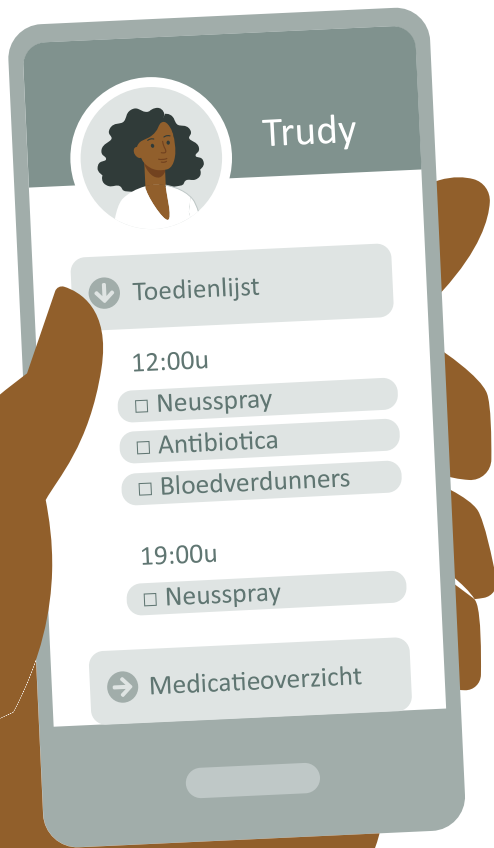 Trudy
Toedienlijst
12:00u
□ Neusspray
□ Antibiotica
□ Bloedverdunners
19:00u
□ Neusspray
Medicatieoverzicht